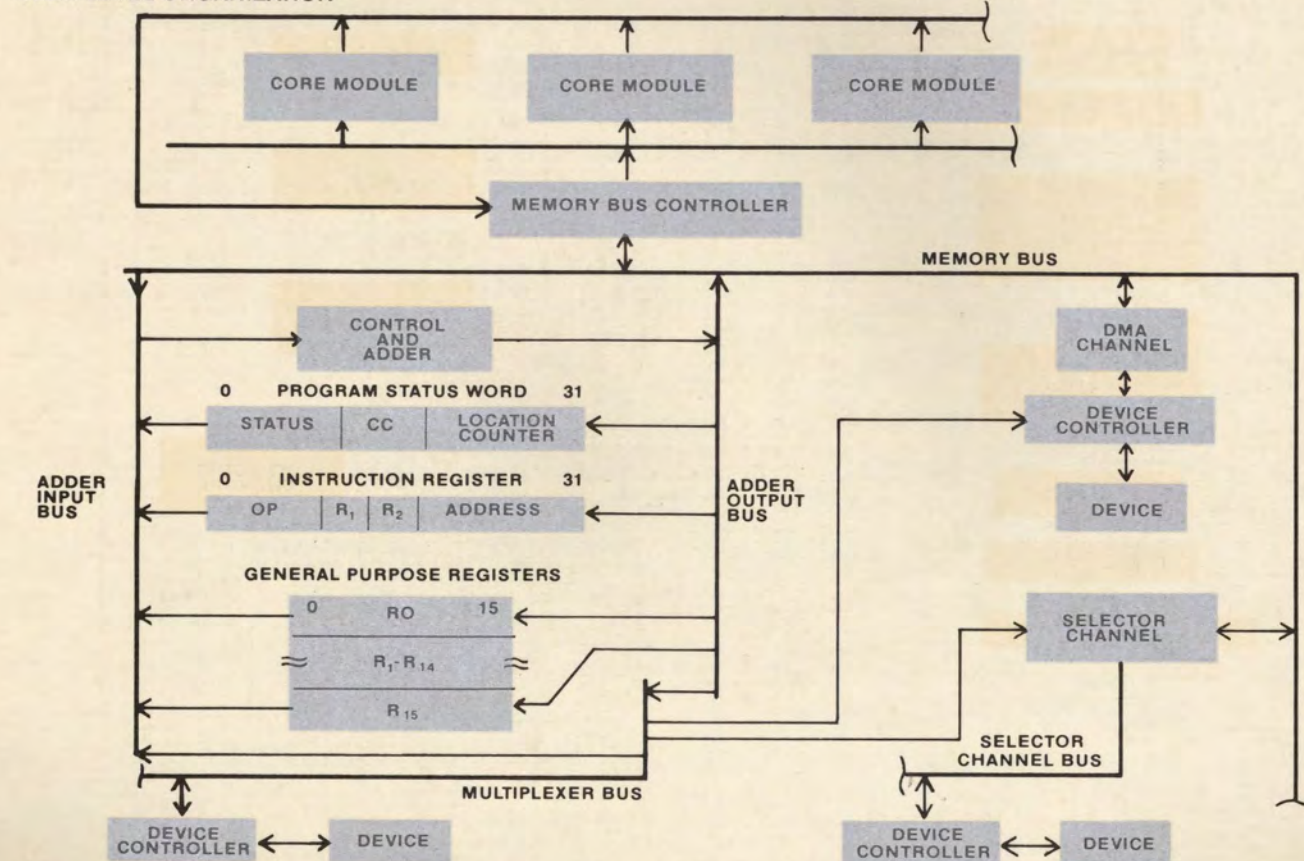 CORE MODULE
CORE MODULE
CORE MODULE
MEMORY BUS CONTROLLER
MEMORY BUS
CONTROL
AND
ADDER
DMA
CHANNEL
0 PROGRAM STATUS WORD 31
STATUS CC LOCATION
COUNTER
DEVICE
CONTROLLER
ADDER
INPUT
BUS
0 INSTRUCTION REGISTER 31
OP R1 R2 ADDRESS
ADDER
OUTPUT
BUS
DEVICE
GENERAL PURPOSE REGISTERS
0 RO 15
R1-R14
R15
SELECTOR
CHANNEL
SELECTOR
CHANNEL BUS
MULTIPLEXER BUS
DEVICE
CONTROLLER
DEVICE
DEVICE
CONTROLLER
DEVICE